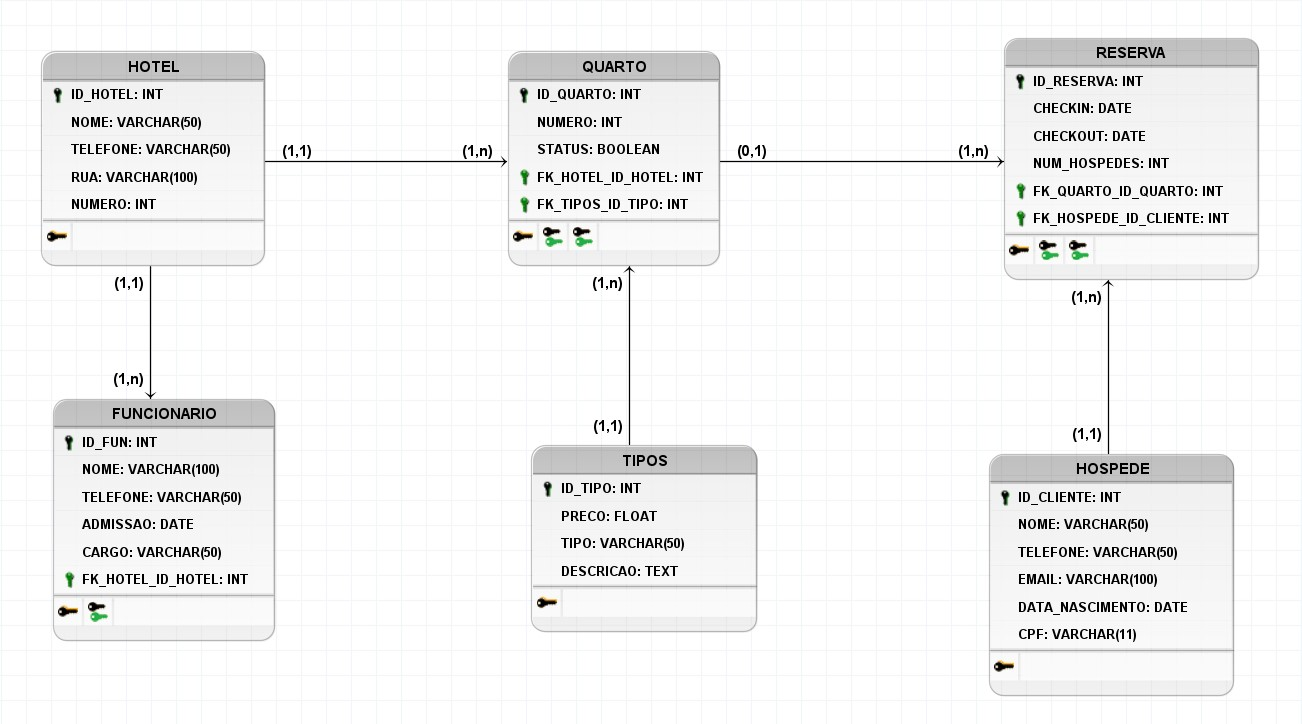 HOTEL
ID_HOTEL: INT
NOME: VARCHAR(50)
TELEFONE: VARCHAR(50)
RUA: VARCHAR(100)
NUMERO: INT
(1,1)
(1,n)
QUARTO
ID_QUARTO: INT
NUMERO: INT
STATUS: BOOLEAN
FK_HOTEL_ID_HOTEL: INT
FK_TIPOS_ID_TIPO: INT
(0,1)
(1,n)
RESERVA
ID_RESERVA: INT
CHECKIN: DATE
CHECKOUT: DATE
NUM_HOSPEDES: INT
FK_QUARTO_ID_QUARTO: INT
FK_HOSPEDE_ID_CLIENTE: INT
(1,1)
(1,n)
FUNCIONARIO
ID_FUN: INT
NOME: VARCHAR(100)
TELEFONE: VARCHAR(50)
ADMISSAO: DATE
CARGO: VARCHAR(50)
FK_HOTEL_ID_HOTEL: INT
(1,n)
(1,1)
TIPOS
ID_TIPO: INT
PRECO: FLOAT
TIPO: VARCHAR(50)
DESCRICAO: TEXT
(1,n)
(1,1)
HOSPEDE
ID_CLIENTE: INT
NOME: VARCHAR(50)
TELEFONE: VARCHAR(50)
EMAIL: VARCHAR(100)
DATA_NASCIMENTO: DATE
CPF: VARCHAR(11)